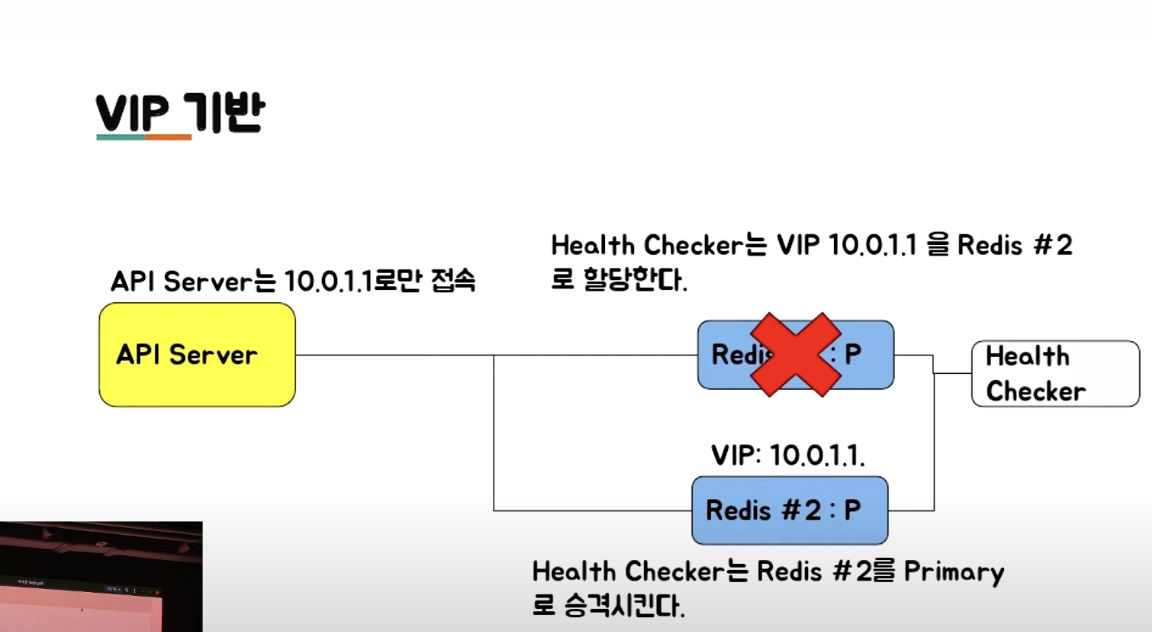 VIP 기반
Health Checker는 VIP 10.0.1.1 을 Redis #2
로 할당한다.
API Server는 10.0.1.1로만 접속
API Server
: P
Health
Checker
VIP: 10.0.1.1.
Redis #2 : P
Health Checker는 Redis #2를 Primary
로 승격시킨다.